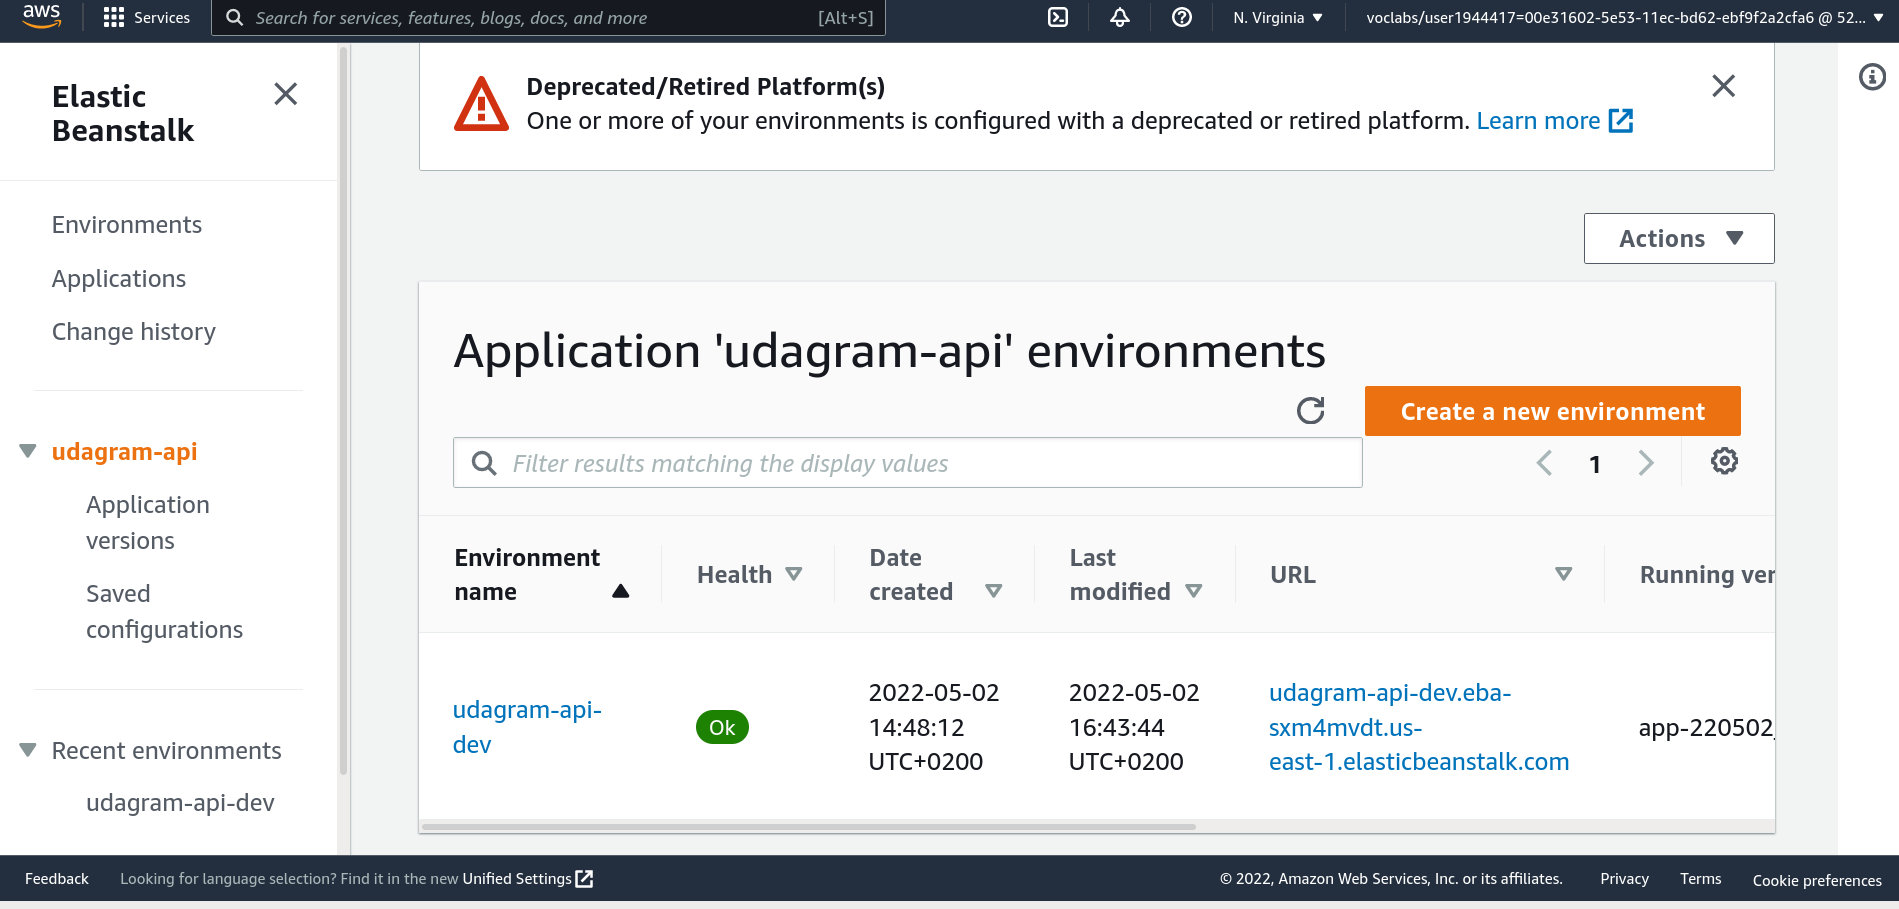 aws
Services
Search for services, features, blogs, docs, and more
[Alt+S]
N. Virginia
voclabs/user1944417=00e31602-5e53-11ec-bd62-ebf9f2a2cfa6 @ 52...
Elastic
Beanstalk
Environments
Applications
Change history
udagram-api
Application
versions
Saved
configurations
Recent environments
udagram-api-dev
Deprecated/Retired Platform(s)
One or more of your environments is configured with a deprecated or retired platform. Learn more
Actions
Application 'udagram-api' environments
Create a new environment
Filter results matching the display values
1
Environment
name
Health
Date
created
Last
modified
URL
Running ver
udagram-api-
dev
Ok
2022-05-02
14:48:12
UTC+0200
2022-05-02
16:43:44
UTC+0200
udagram-api-dev.eba-
sxm4mvdt.us-
east-1.elasticbeanstalk.com
app-220502_
Feedback
Looking for language selection? Find it in the new Unified Settings
© 2022, Amazon Web Services, Inc. or its affiliates.
Privacy
Terms
Cookie preferences